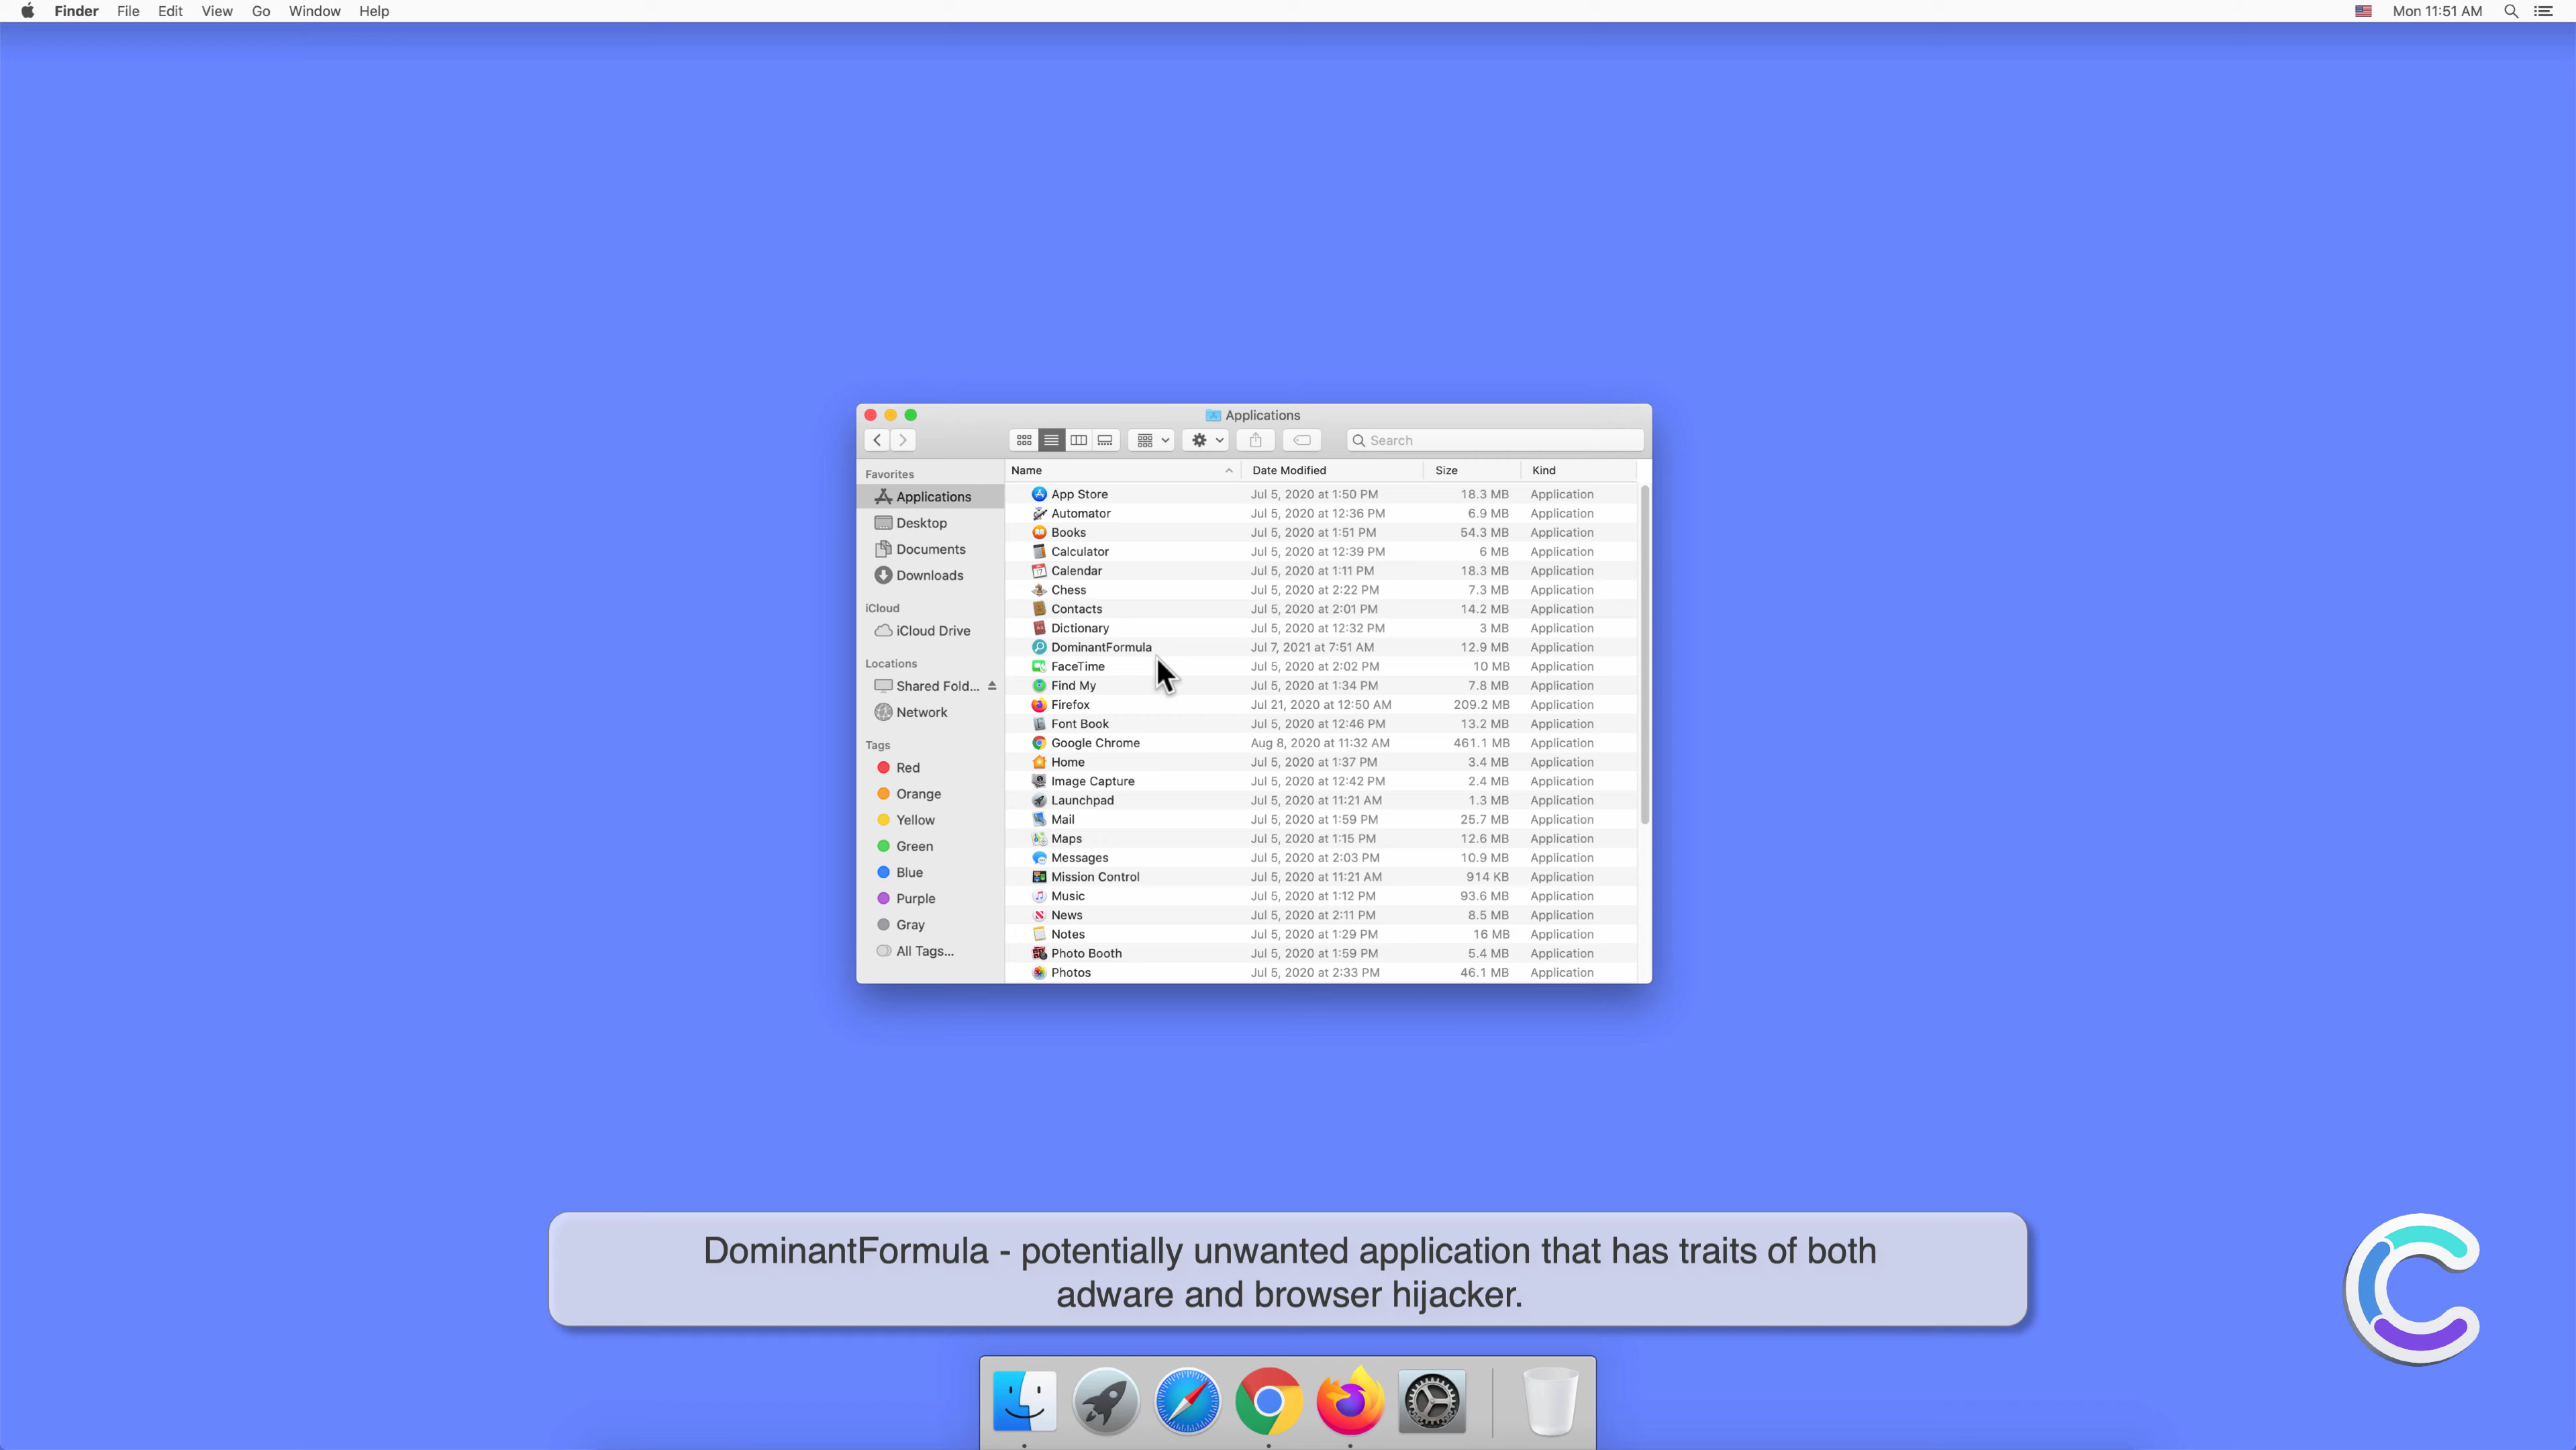 Finder File Edit View Go Window Help Mon 11:51 AM
Applications
Search
Favorites
Applications
Desktop
Documents
Downloads
iCloud
iCloud Drive
Locations
Shared Fold...
Network
Tags
Red
Orange
Yellow
Green
Blue
Purple
Gray
All Tags...
Name Date Modified Size Kind
App Store Jul 5, 2020 at 1:50 PM 18.3 MB Application
Automator Jul 5, 2020 at 12:36 PM 6.9 MB Application
Books Jul 5, 2020 at 1:51 PM 54.3 MB Application
Calculator Jul 5, 2020 at 12:39 PM 6 MB Application
Calendar Jul 5, 2020 at 1:11 PM 18.3 MB Application
Chess Jul 5, 2020 at 2:22 PM 7.3 MB Application
Contacts Jul 5, 2020 at 2:01 PM 14.2 MB Application
Dictionary Jul 5, 2020 at 12:32 PM 3 MB Application
DominantFormula Jul 7, 2021 at 7:51 AM 12.9 MB Application
FaceTime Jul 5, 2020 at 2:02 PM 10 MB Application
Find My Jul 5, 2020 at 1:34 PM 7.8 MB Application
Firefox Jul 21, 2020 at 12:50 AM 209.2 MB Application
Font Book Jul 5, 2020 at 12:46 PM 13.2 MB Application
Google Chrome Aug 8, 2020 at 11:32 AM 461.1 MB Application
Home Jul 5, 2020 at 1:37 PM 3.4 MB Application
Image Capture Jul 5, 2020 at 12:42 PM 2.4 MB Application
Launchpad Jul 5, 2020 at 11:21 AM 1.3 MB Application
Mail Jul 5, 2020 at 1:59 PM 25.7 MB Application
Maps Jul 5, 2020 at 1:15 PM 12.6 MB Application
Messages Jul 5, 2020 at 2:03 PM 10.9 MB Application
Mission Control Jul 5, 2020 at 11:21 AM 914 KB Application
Music Jul 5, 2020 at 1:12 PM 93.6 MB Application
News Jul 5, 2020 at 2:11 PM 8.5 MB Application
Notes Jul 5, 2020 at 1:29 PM 16 MB Application
Photo Booth Jul 5, 2020 at 1:59 PM 5.4 MB Application
Photos Jul 5, 2020 at 2:33 PM 46.1 MB Application
DominantFormula - potentially unwanted application that has traits of both
adware and browser hijacker.